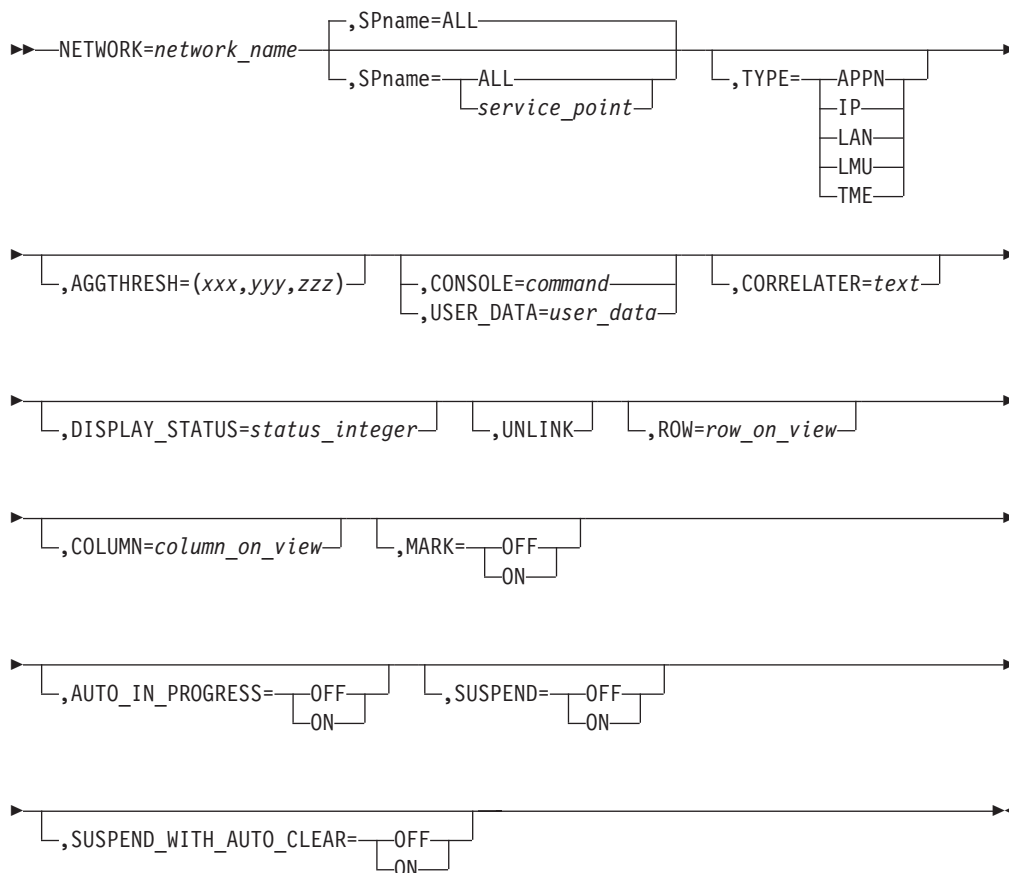 ,SPname=ALL
NETWORK=network_name
,SPname= ALL ,TYPE= APPN
service_point IP
LAN
LMU
TME
,AGGTHRESH=(xxx,yyy,zzz) ,CONSOLE=command ,CORRELATER=text
,USER_DATA=user_data
,DISPLAY_STATUS=status_integer ,UNLINK ,ROW=row_on_view
,COLUMN=column_on_view ,MARK= OFF
ON
,AUTO_IN_PROGRESS= OFF ,SUSPEND= OFF
ON ON
,SUSPEND_WITH_AUTO_CLEAR= OFF
ON